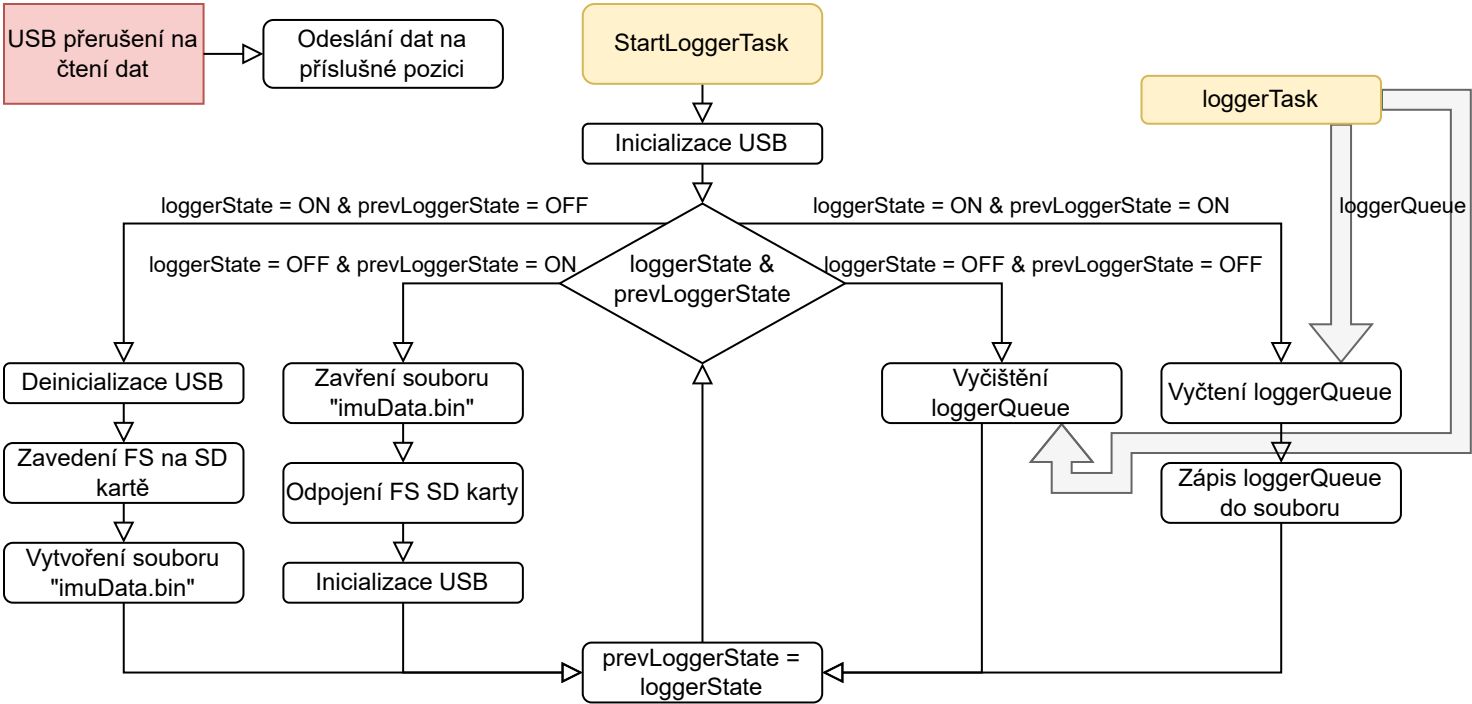 USB přerušení na
čtení dat
Odeslání dat na
příslušné pozici
StartLoggerTask
loggerTask
Inicializace USB
loggerState = ON & prevLoggerState = OFF
loggerState = ON & prevLoggerState = ON
loggerQueue
loggerState = OFF & prevLoggerState = ON
loggerState &
prevLoggerState
loggerState = OFF & prevLoggerState = OFF
Deinicializace USB
Zavření souboru
"imuData.bin"
Vyčištění
loggerQueue
Vyčtení loggerQueue
Zavedení FS na SD
kartě
Odpojení FS SD karty
Zápis loggerQueue
do souboru
Vytvoření souboru
"imuData.bin"
Inicializace USB
prevLoggerState =
loggerState